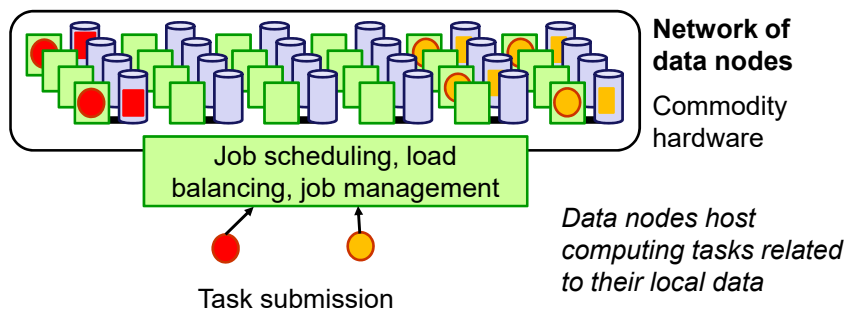 Network of
data nodes
Commodity
hardware
Job scheduling, load
balancing, job management
Data nodes host
computing tasks related
to their local data
Task submission